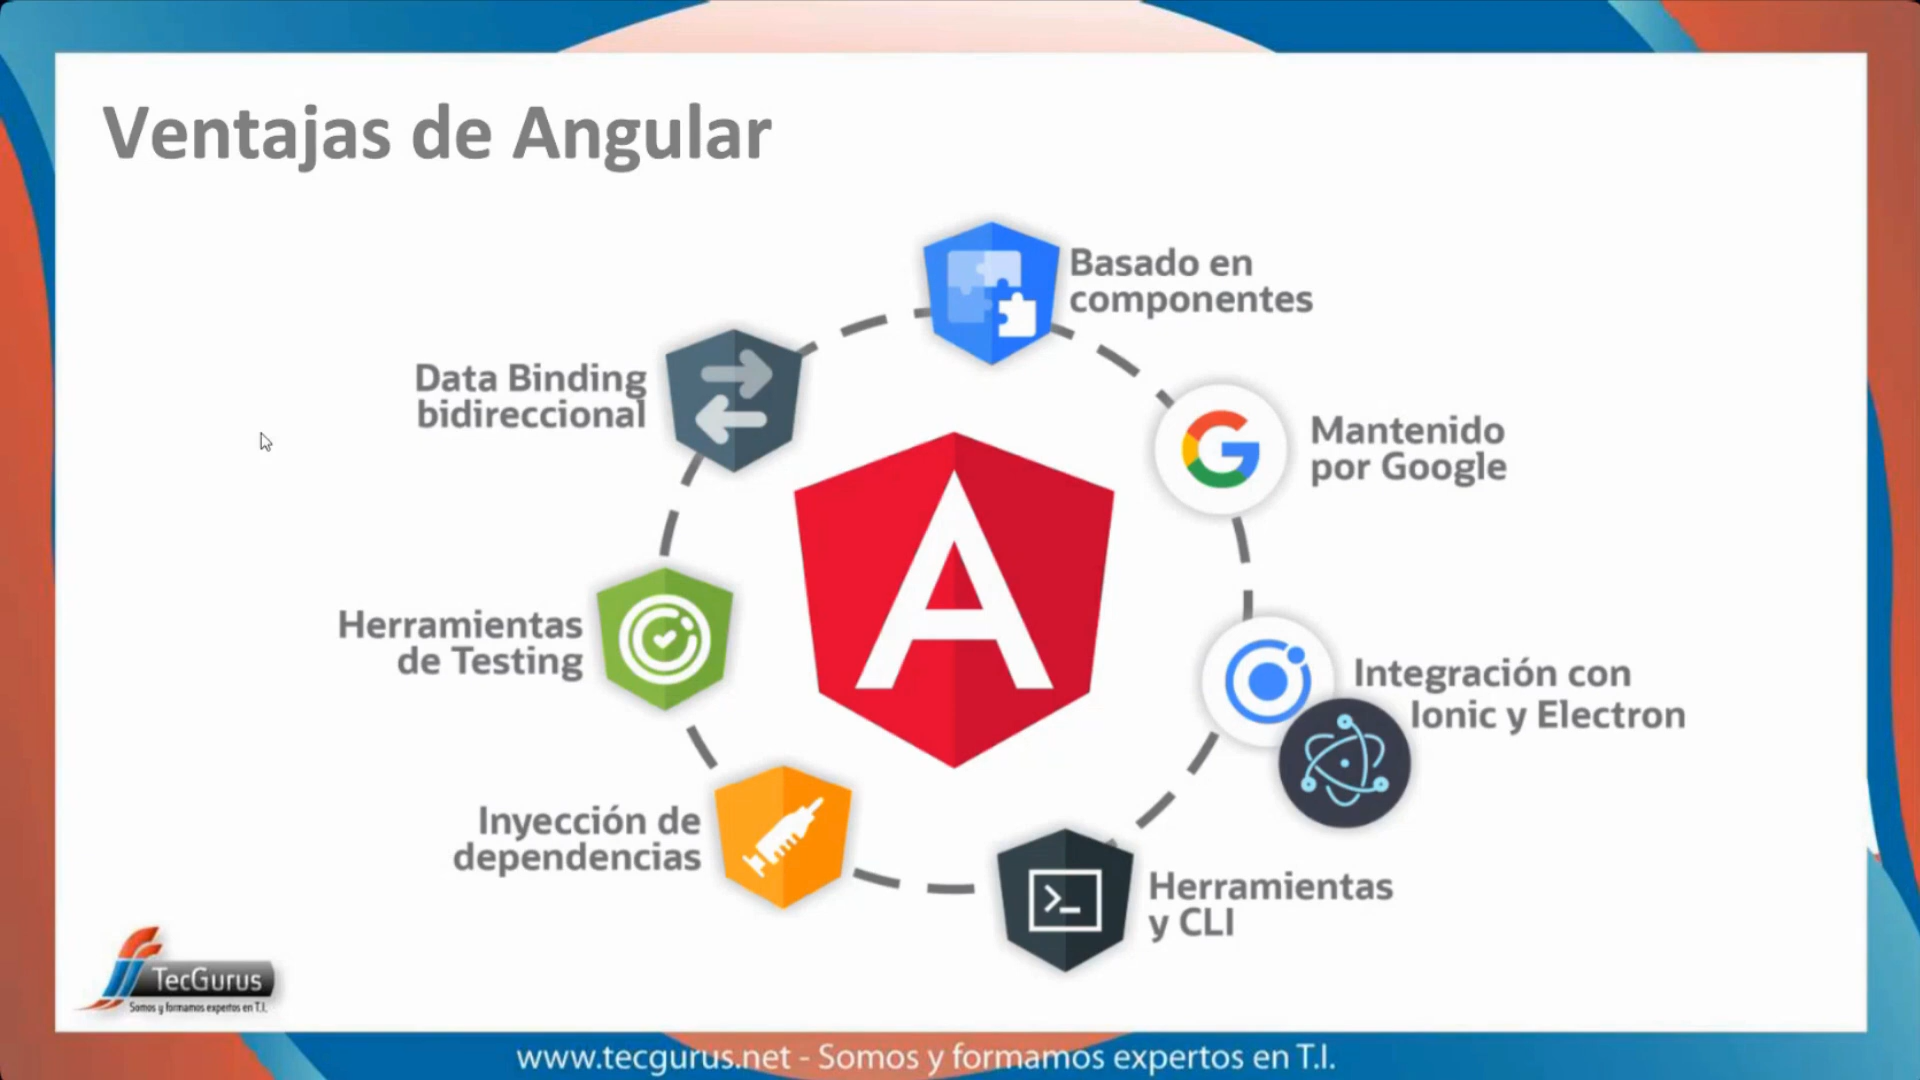 Ventajas de Angular
Basado en
componentes
Data Binding
bidireccional
Mantenido
por Google
Herramientas
de Testing
Integración con
Ionic y Electron
Inyección de
dependencias
Herramientas
y CLI
TecGurus
Somos y formamos expertos en T.I.
www.tecgurus.net - Somos y formamos expertos en T.I.